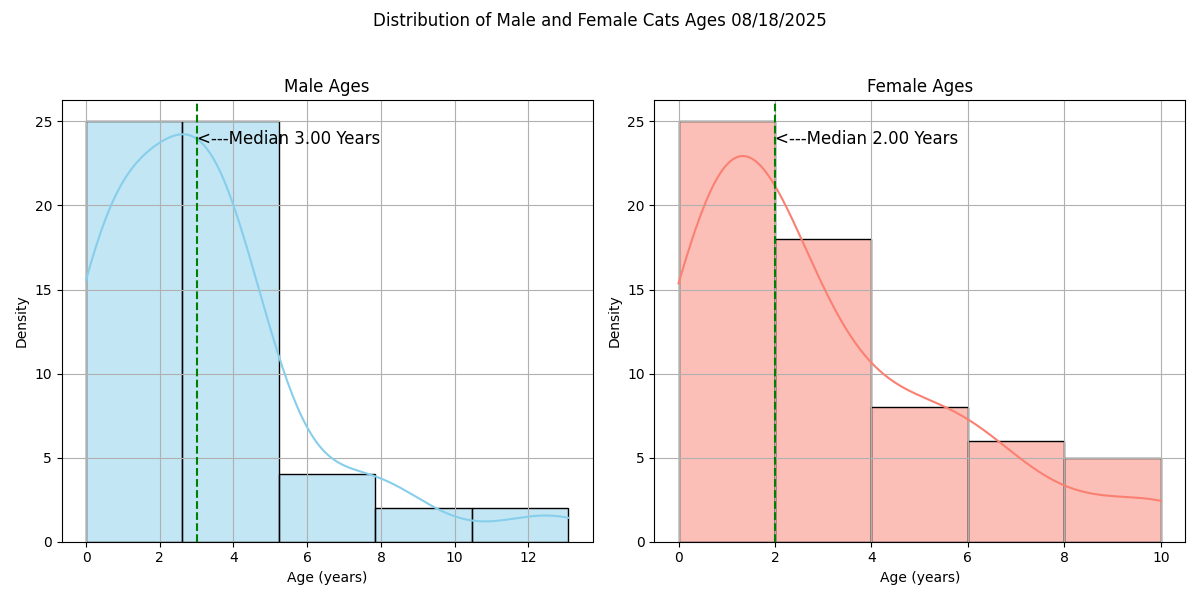 Distribution of Male and Female Cats Ages 08/18/2025
Male Ages
25
20
15
10
5
0
Density
<---Median 3.00 Years
0 2 4 6 8 10 12
Age (years)
Female Ages
25
20
15
10
5
0
Density
<---Median 2.00 Years
0 2 4 6 8 10
Age (years)